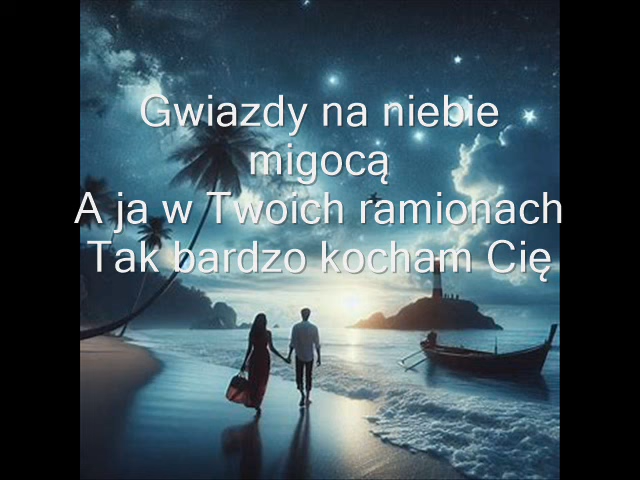 Gwiazdy na niebie
migocą
A ja w Twoich ramionach
Tak bardzo kocham Cię